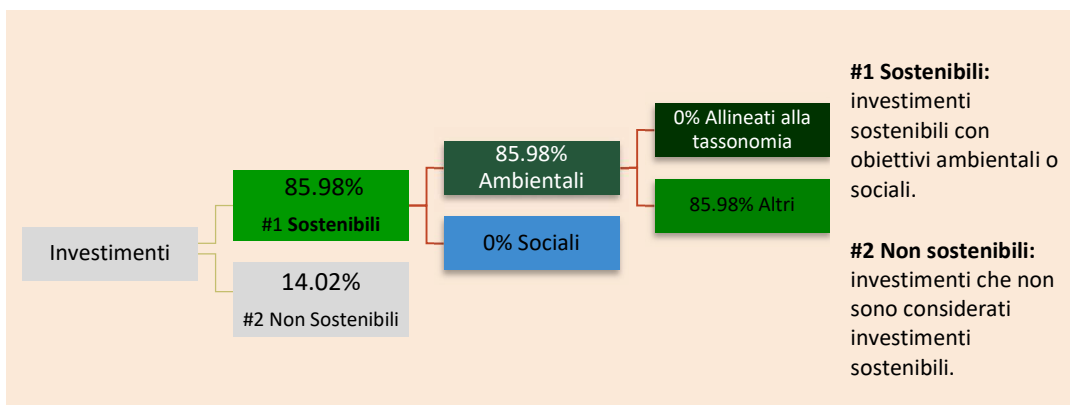 Investimenti
85.98%
#1 Sostenibili
14.02%
#2 Non Sostenibili
85.98%
Ambientali
0% Sociali
0% Allineati alla
tassonomia
85.98% Altri
#1 Sostenibili:
investimenti
sostenibili con
obiettivi ambientali o
sociali.
#2 Non sostenibili:
investimenti che non
sono considerati
investimenti
sostenibili.